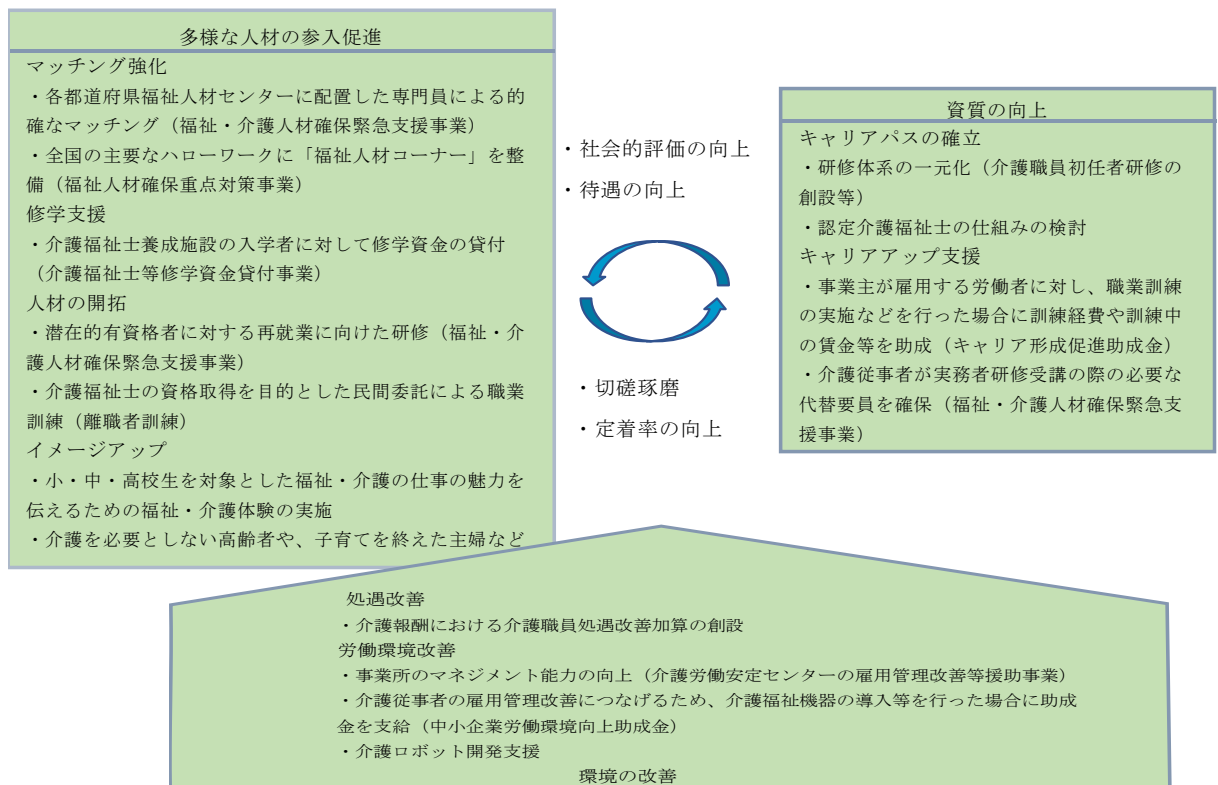 多様な人材の参入促進
マッチング強化
・各都道府県福祉人材センターに配置した専門員による的
確なマッチング（福祉・介護人材確保緊急支援事業）
・全国の主要なハローワークに「福祉人材コーナー」を整
備（福祉人材確保重点対策事業）
修学支援
・介護福祉士養成施設の入学者に対して修学資金の貸付
（介護福祉士等修学資金貸付事業）
人材の開拓
・潜在的有資格者に対する再就業に向けた研修（福祉・介
護人材確保緊急支援事業）
・介護福祉士の資格取得を目的とした民間委託による職業
訓練（離職者訓練）
イメージアップ
・小・中・高校生を対象とした福祉・介護の仕事の魅力を
伝えるための福祉・介護体験の実施
・介護を必要としない高齢者や、子育てを終えた主婦など
・社会的評価の向上
・待遇の向上
・切磋琢磨
・定着率の向上
資質の向上
キャリアパスの確立
・研修体系の一元化（介護職員初任者研修の
創設等）
・認定介護福祉士の仕組みの検討
キャリアアップ支援
・事業主が雇用する労働者に対し、職業訓練
の実施などを行った場合に訓練経費や訓練中
の賃金等を助成（キャリア形成促進助成金）
・介護従事者が実務者研修受講の際の必要な
代替要員を確保（福祉・介護人材確保緊急支
援事業）
処遇改善
・介護報酬における介護職員処遇改善加算の創設
労働環境改善
・事業所のマネジメント能力の向上（介護労働安定センターの雇用管理改善等援助事業）
・介護従事者の雇用管理改善につなげるため、介護福祉機器の導入等を行った場合に助成
金を支給（中小企業労働環境向上助成金）
・介護ロボット開発支援
環境の改善